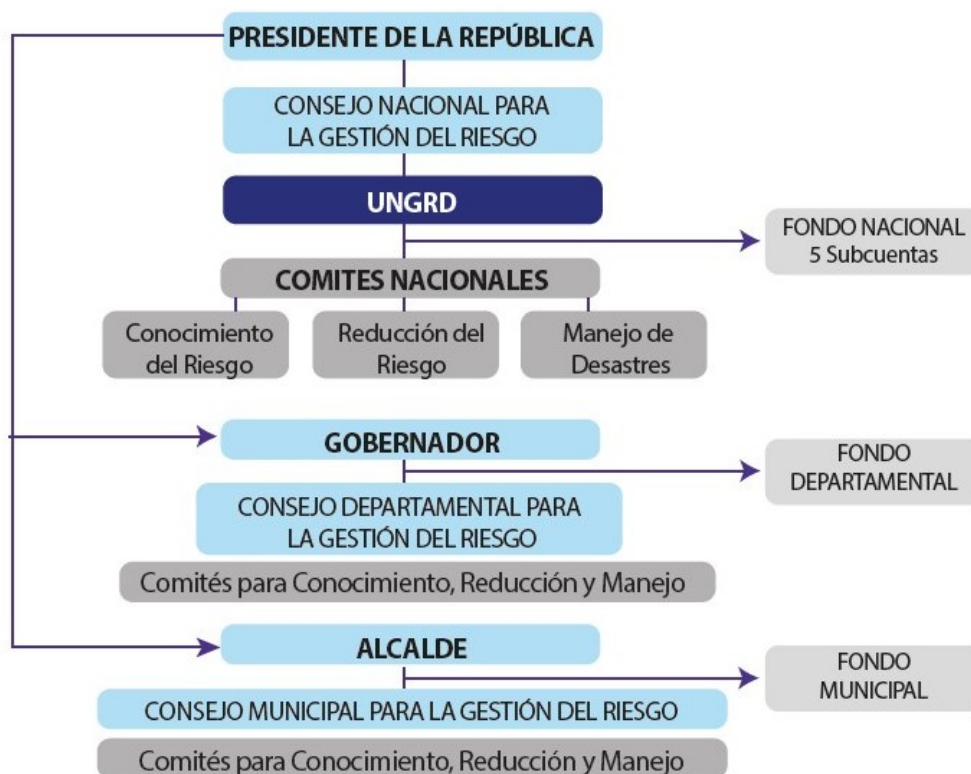 PRESIDENTE DE LA REPÚBLICA
CONSEJO NACIONAL PARA
LA GESTIÓN DEL RIESGO
UNGRD
FONDO NACIONAL
5 Subcuentas
COMITES NACIONALES
Conocimiento
del Riesgo
Reducción del
Riesgo
Manejo de
Desastres
GOBERNADOR
FONDO
DEPARTAMENTAL
CONSEJO DEPARTAMENTAL PARA
LA GESTIÓN DEL RIESGO
Comités para Conocimiento, Reducción y Manejo
ALCALDE
FONDO
MUNICIPAL
CONSEJO MUNICIPAL PARA LA GESTIÓN DEL RIESGO
Comités para Conocimiento, Reducción y Manejo